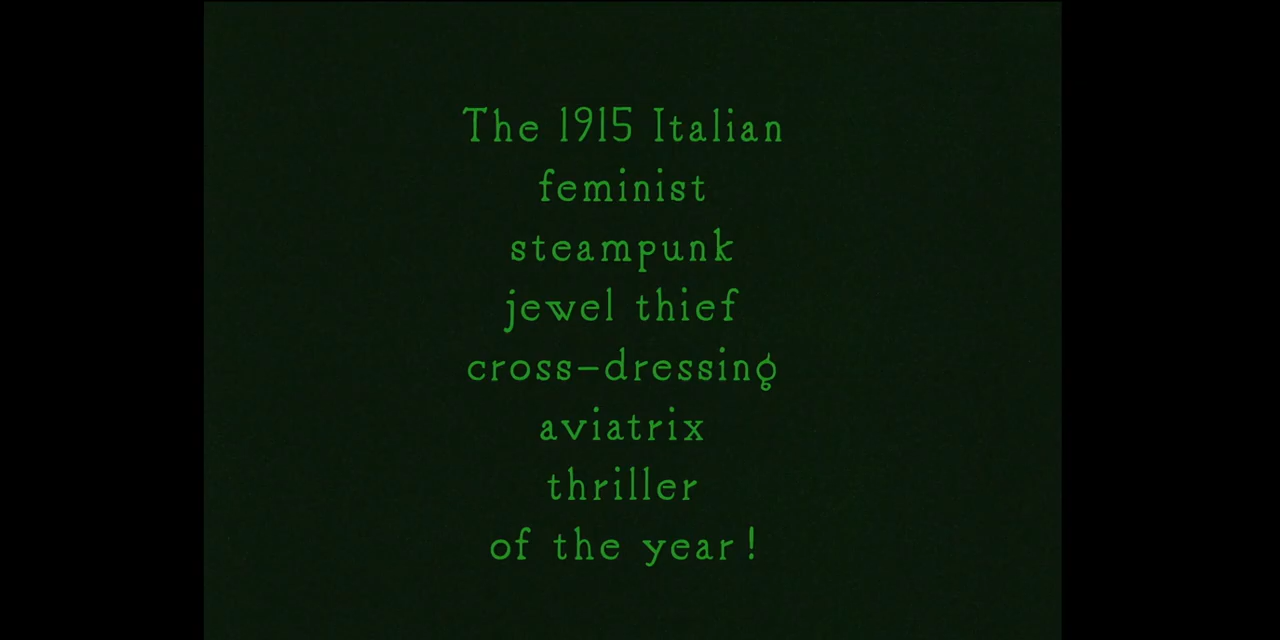 The 1915 Italian
feminist
steampunk
jewel thief
cross-dressing
aviatrix
thriller
of the year!